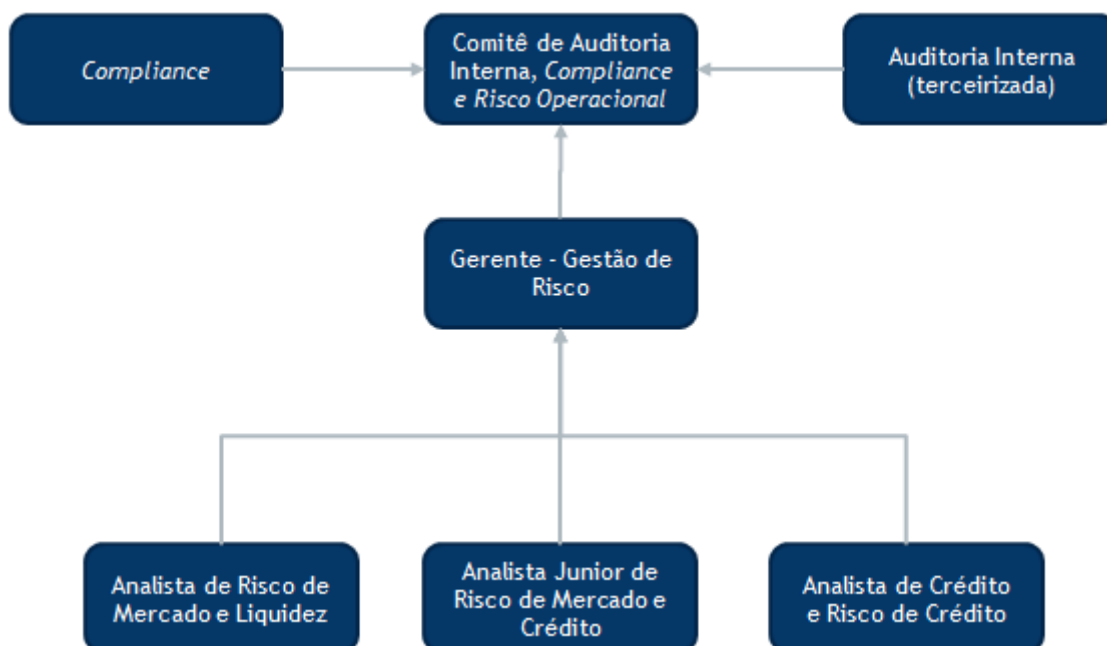 Compliance
Comitê de Auditoria
Interna, Compliance
e Risco Operacional
Auditoria Interna
(terceirizada)
Gerente - Gestão de
Risco
Analista de Risco de
Mercado e Liquidez
Analista Junior de
Risco de Mercado e
Crédito
Analista de Crédito
e Risco de Crédito